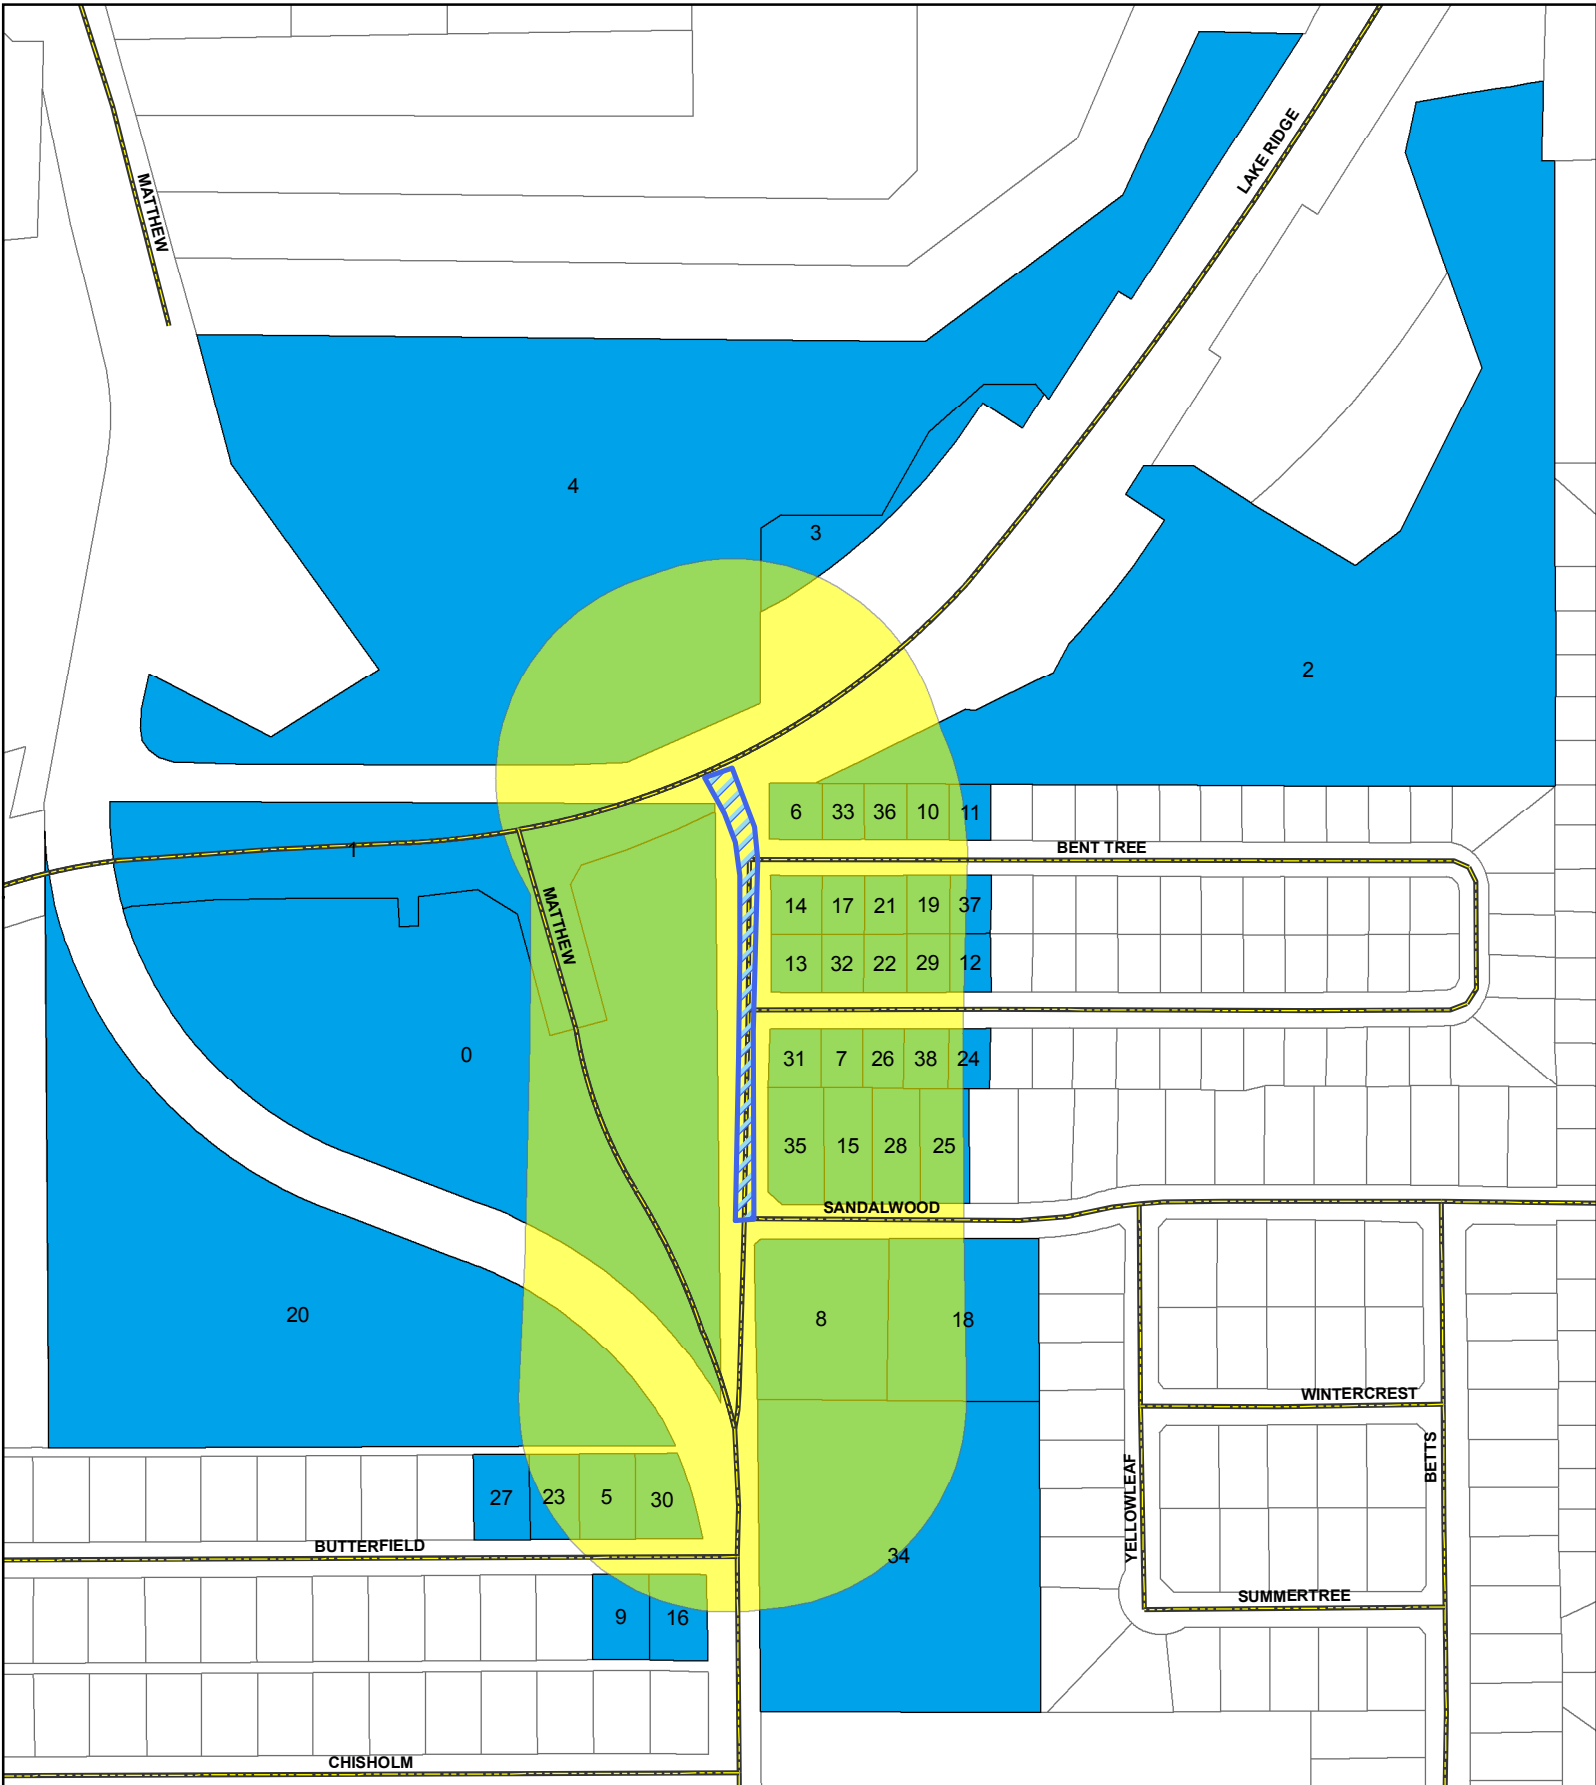 LAKE RIDGE
MATTHEW
4
3
2
6 33 36 10 11
1
BENT TREE
14 17 21 19 37
MATTHEW
13 32 22 29 12
0
31 7 26 38 24
35 15 28 25
SANDALWOOD
20
8 18
WINTERCREST
BETTS
YELLOWLEAF
27 23 5 30
BUTTERFIELD
34
SUMMERTREE
9 16
CHISHOLM